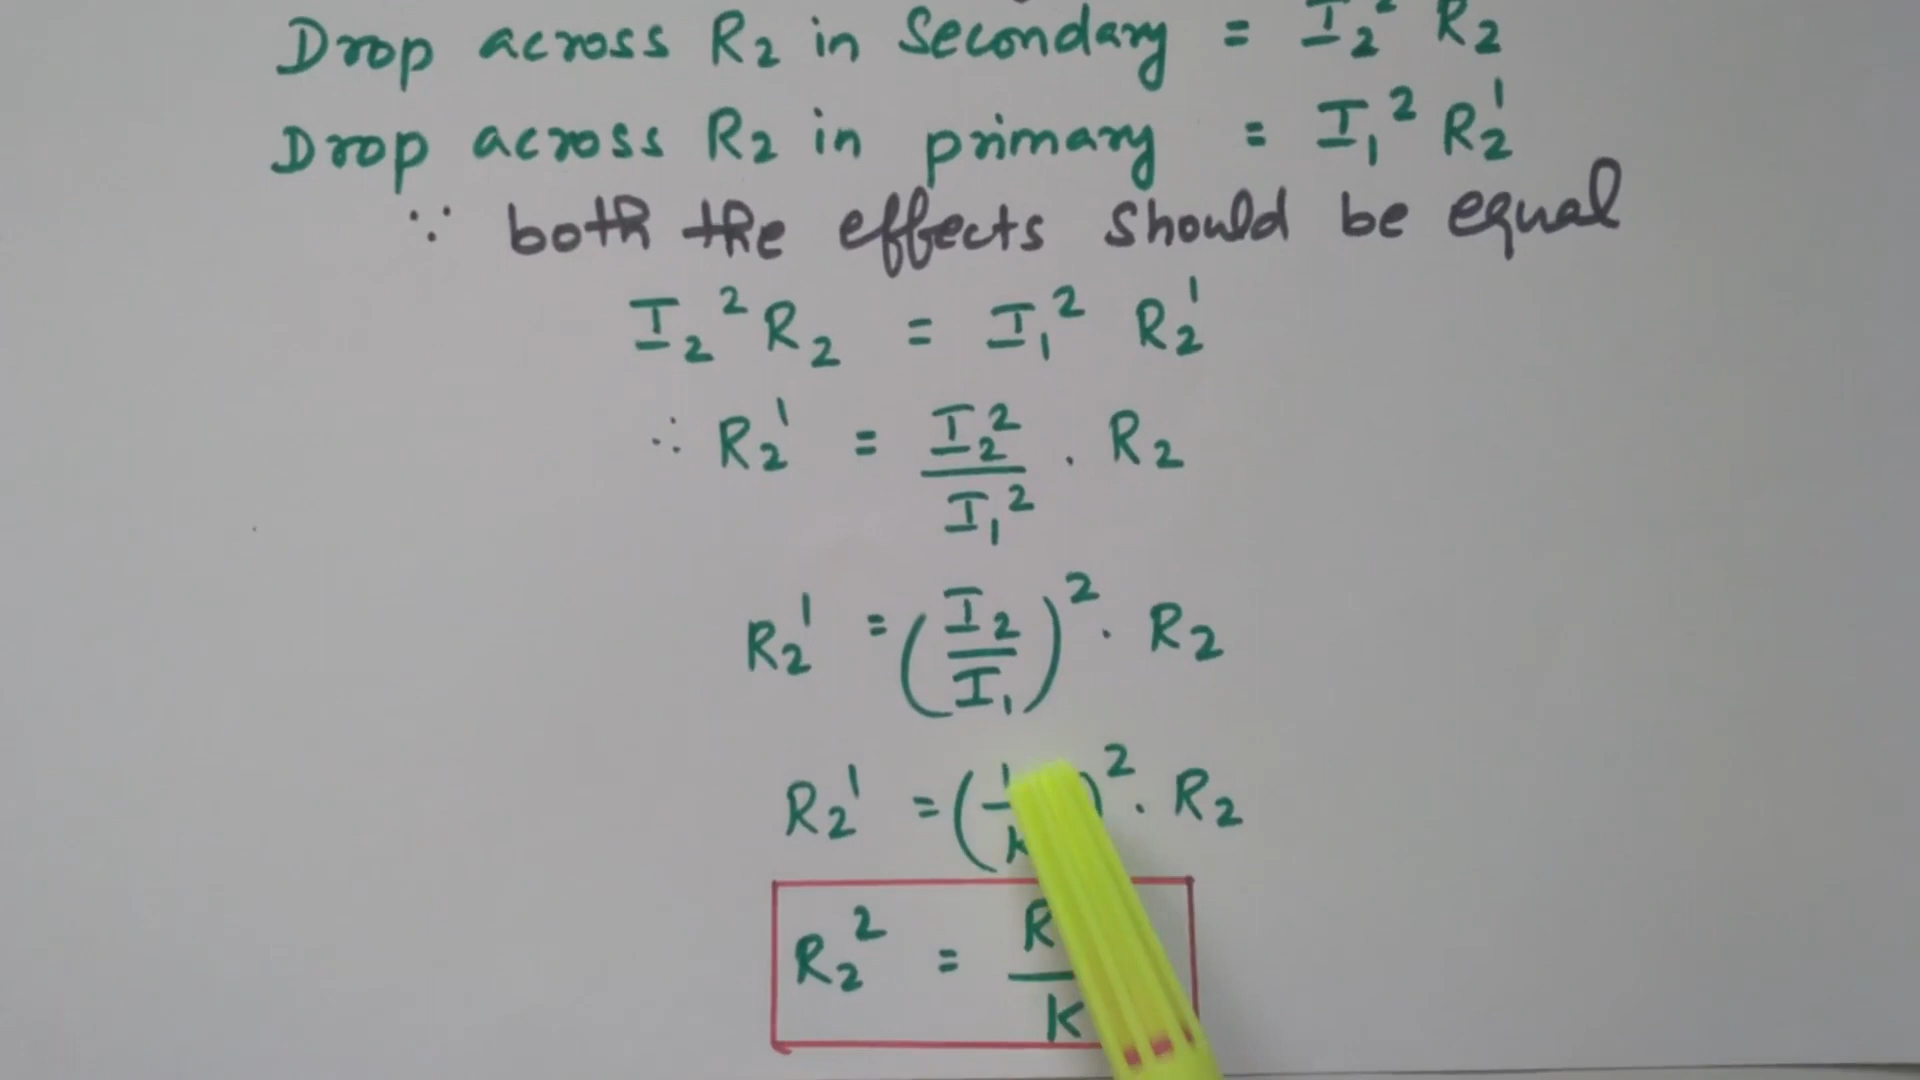 Drop across R₂ in Secondary = I₂² R₂
Drop across R₂ in primary = I₁² R₂'
∵ both the effects should be equal
I₂² R₂ = I₁² R₂'
∴ R₂' = I₂² / I₁² . R₂
R₂' = (I₂ / I₁)² . R₂
R₂' = (1 / k)² . R₂
R₂² = R / k